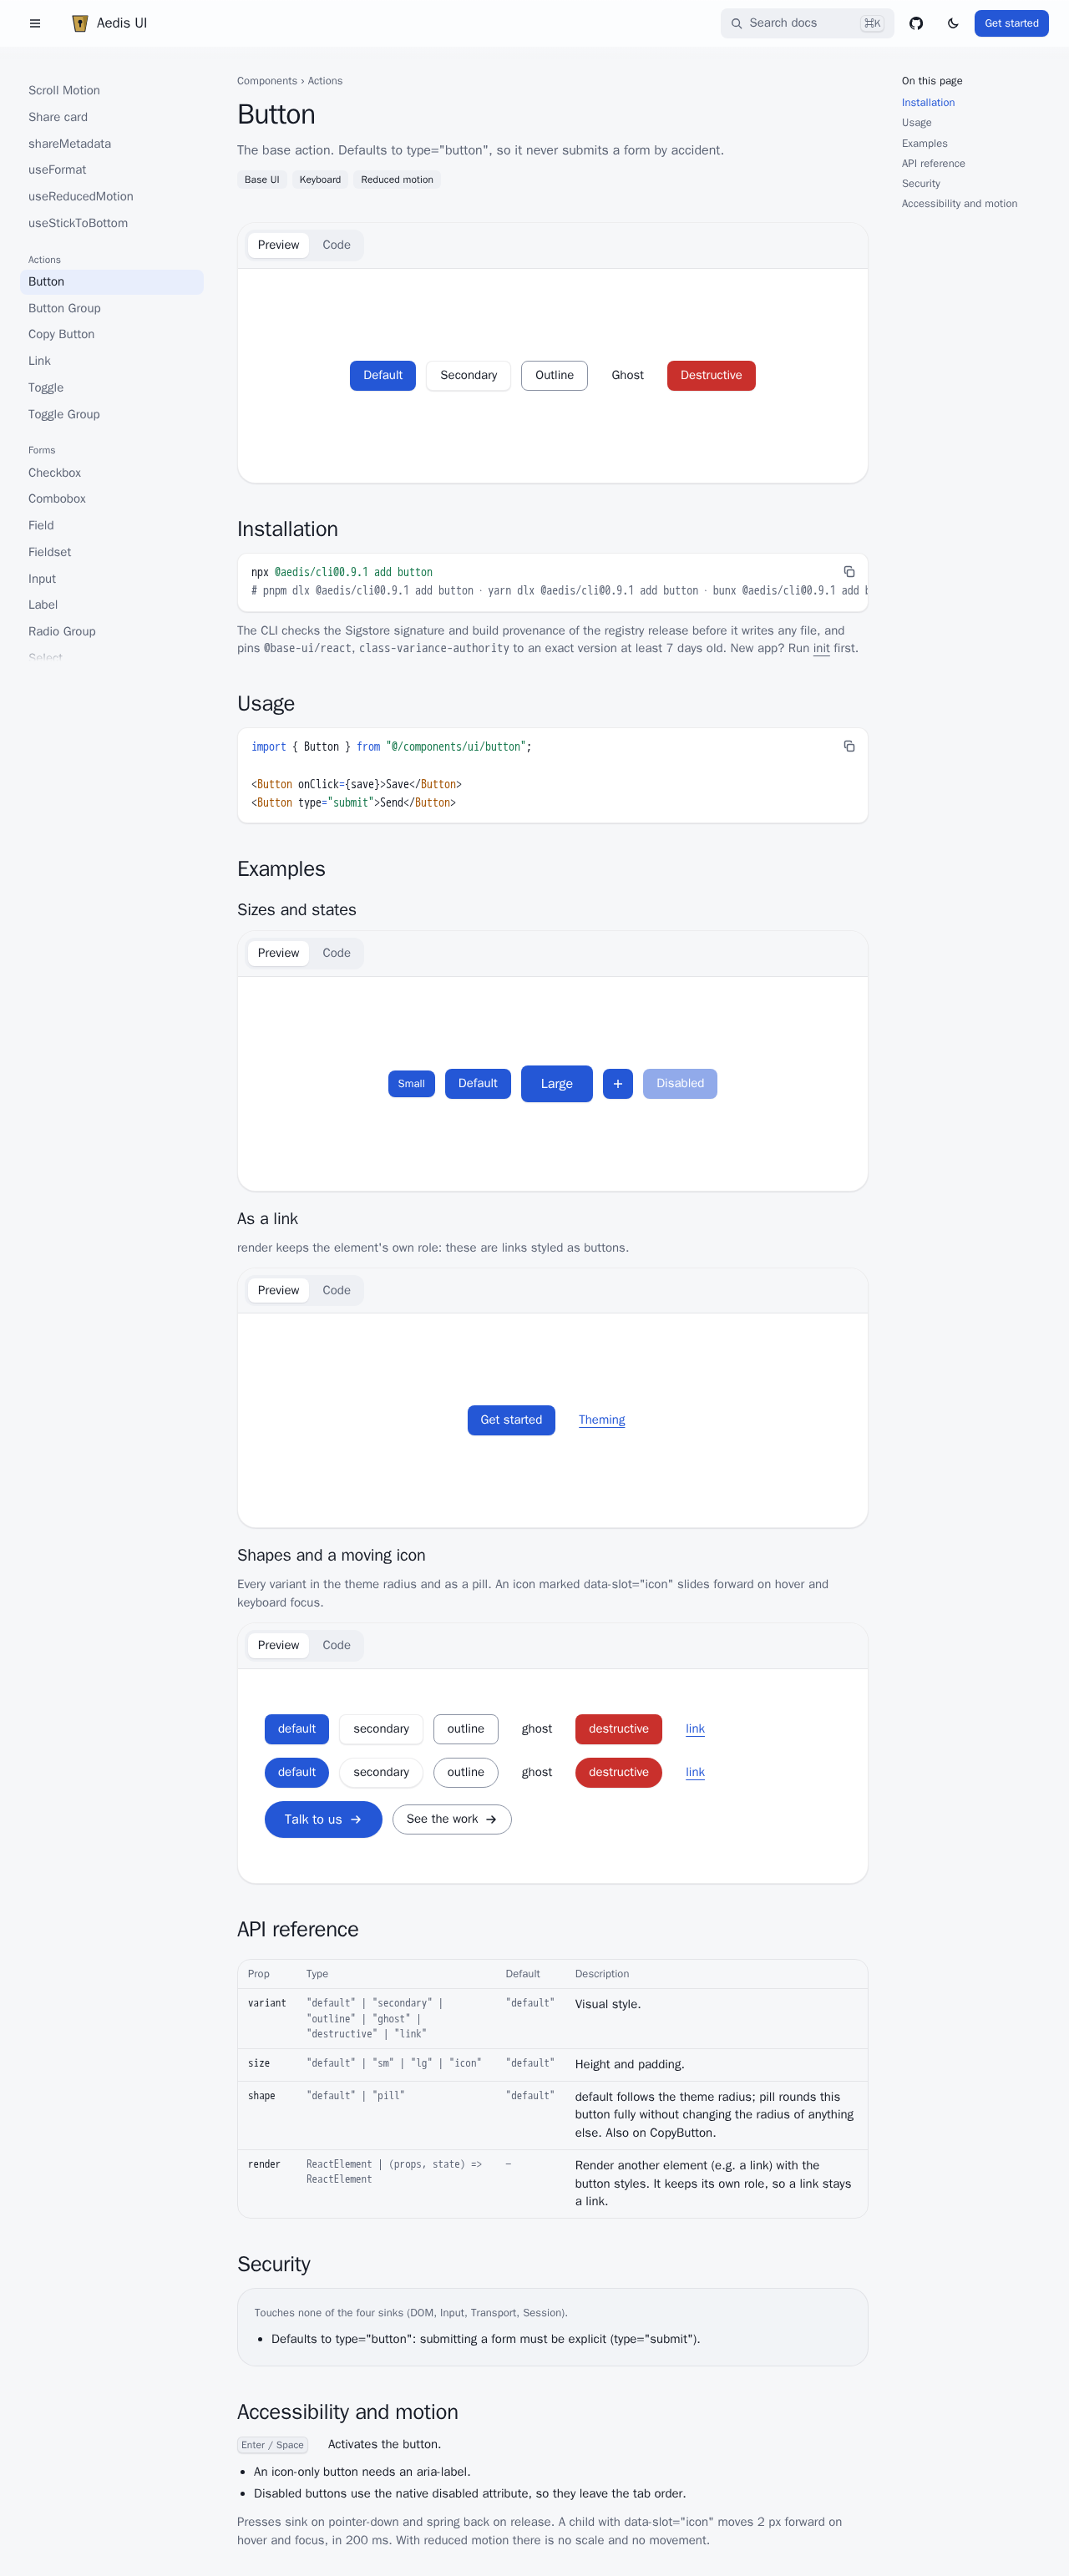 Aedis UI
Search docs
⌘K
Get started
Scroll Motion
Share card
shareMetadata
useFormat
useReducedMotion
useStickToBottom
Actions
Button
Button Group
Copy Button
Link
Toggle
Toggle Group
Forms
Checkbox
Combobox
Field
Fieldset
Input
Label
Radio Group
Select
Components › Actions
Button
The base action. Defaults to type="button", so it never submits a form by accident.
Base UI
Keyboard
Reduced motion
Preview
Code
Default
Secondary
Outline
Ghost
Destructive
Installation
npx @aedis/cli@0.9.1 add button
# pnpm dlx @aedis/cli@0.9.1 add button · yarn dlx @aedis/cli@0.9.1 add button · bunx @aedis/cli@0.9.1 add b
The CLI checks the Sigstore signature and build provenance of the registry release before it writes any file, and
pins @base-ui/react, class-variance-authority to an exact version at least 7 days old. New app? Run init first.
Usage
import { Button } from "@/components/ui/button";
<Button onClick={save}>Save</Button>
<Button type="submit">Send</Button>
Examples
Sizes and states
Preview
Code
Small
Default
Large
+
Disabled
As a link
render keeps the element's own role: these are links styled as buttons.
Preview
Code
Get started
Theming
Shapes and a moving icon
Every variant in the theme radius and as a pill. An icon marked data-slot="icon" slides forward on hover and
keyboard focus.
Preview
Code
default
secondary
outline
ghost
destructive
link
default
secondary
outline
ghost
destructive
link
Talk to us →
See the work →
API reference
Prop
Type
Default
Description
variant
"default" | "secondary" |
"outline" | "ghost" |
"destructive" | "link"
"default"
Visual style.
size
"default" | "sm" | "lg" | "icon"
"default"
Height and padding.
shape
"default" | "pill"
"default"
default follows the theme radius; pill rounds this
button fully without changing the radius of anything
else. Also on CopyButton.
render
ReactElement | (props, state) =>
ReactElement
—
Render another element (e.g. a link) with the
button styles. It keeps its own role, so a link stays
a link.
Security
Touches none of the four sinks (DOM, Input, Transport, Session).
• Defaults to type="button": submitting a form must be explicit (type="submit").
Accessibility and motion
Enter / Space
Activates the button.
• An icon-only button needs an aria-label.
• Disabled buttons use the native disabled attribute, so they leave the tab order.
Presses sink on pointer-down and spring back on release. A child with data-slot="icon" moves 2 px forward on
hover and focus, in 200 ms. With reduced motion there is no scale and no movement.
On this page
Installation
Usage
Examples
API reference
Security
Accessibility and motion